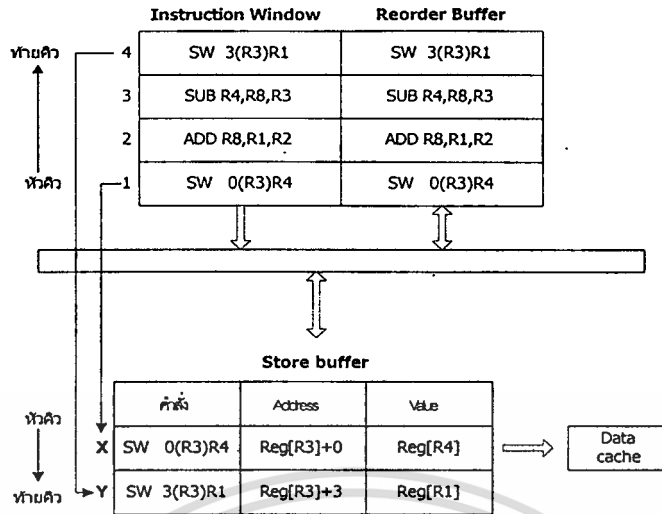 Instruction Window Reorder Buffer
ท้ายคิว 4 SW 3(R3)R1 SW 3(R3)R1
3 SUB R4,R8,R3 SUB R4,R8,R3
2 ADD R8,R1,R2 ADD R8,R1,R2
หัวคิว 1 SW 0(R3)R4 SW 0(R3)R4
Store buffer
คำสั่ง Address Value
หัวคิว
X SW 0(R3)R4 Reg[R3]+0 Reg[R4]
Data
cache
ท้ายคิว Y SW 3(R3)R1 Reg[R3]+3 Reg[R1]